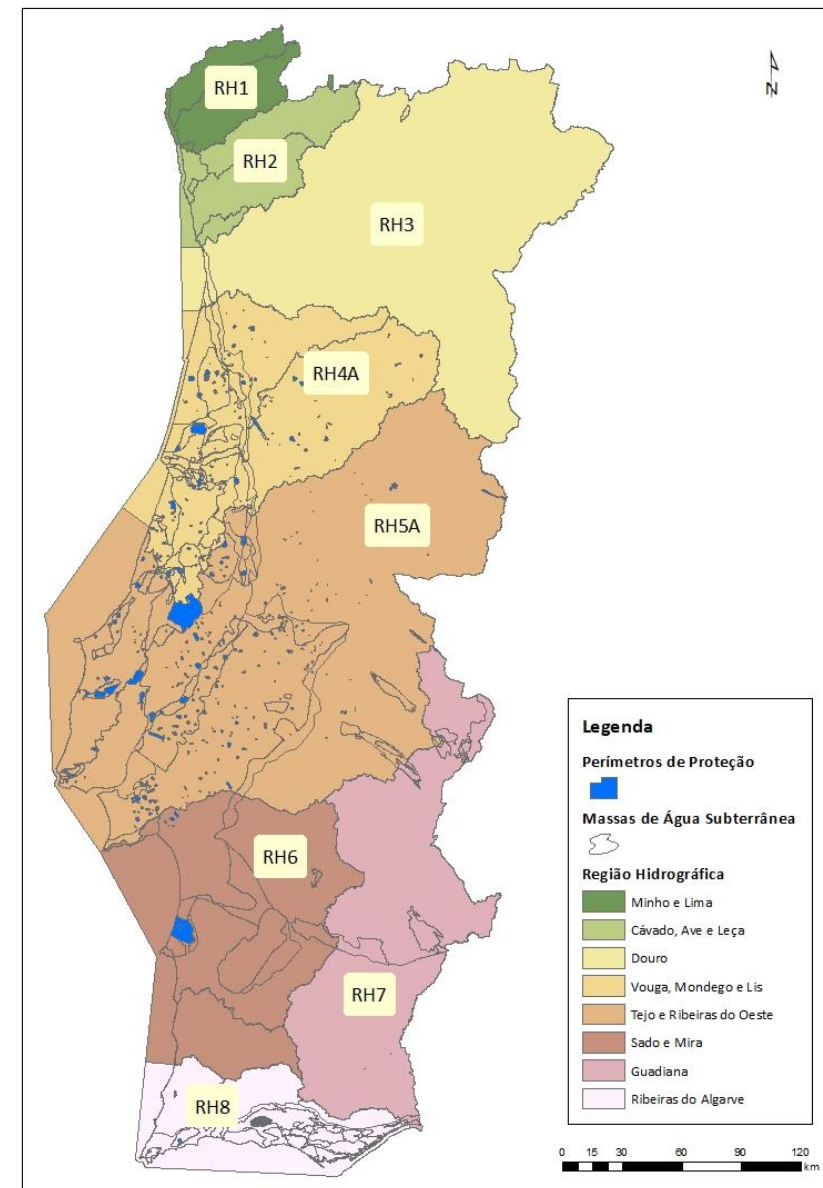 N
RH1
RH2
RH3
RH4A
RH5A
RH6
RH7
RH8
Legenda
Perímetros de Proteção
Massas de Água Subterrânea
Região Hidrográfica
Minho e Lima
Cávado, Ave e Leça
Douro
Vouga, Mondego e Lis
Tejo e Ribeiras do Oeste
Sado e Mira
Guadiana
Ribeiras do Algarve
0 15 30 60 90 120
km